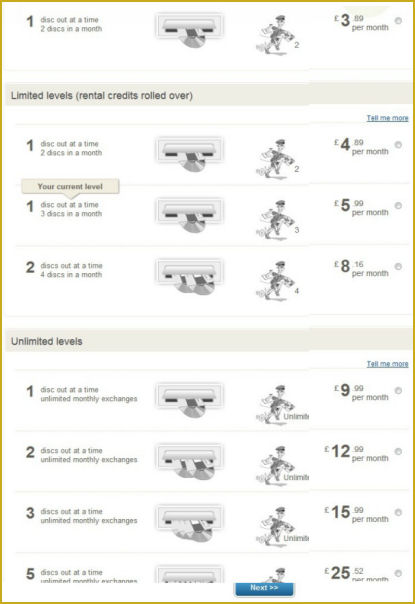 1 disc out at a time £ 3.89
2 discs in a month 2 per month
Limited levels (rental credits rolled over)
Tell me more
1 disc out at a time £ 4.89
2 discs in a month 2 per month
Your current level
1 discs out at a time £ 5.99
3 discs in a month 3 per month
2 discs out at a time £ 8.16
4 discs in a month 4 per month
Unlimited levels
Tell me more
1 disc out at a time £ 9.99
unlimited monthly exchanges Unlimite per month
2 discs out at a time £ 12.99
unlimited monthly exchanges Unlimite per month
3 discs out at a time £ 15.99
unlimited monthly exchanges Unlimite per month
5 discs out at a time £ 25.52
unlimited monthly exchanges per month
Next >>